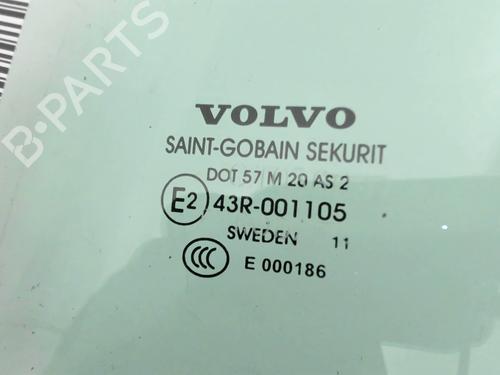 B-PARTS
VOLVO
SAINT-GOBAIN SEKURIT
DOT 57 M 20 AS 2
E2 43R-001105
SWEDEN 11
CCC E 000186